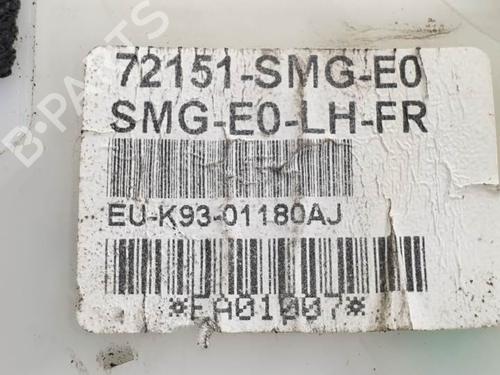 72151-SMG-E0
SMG-E0-LH-FR
EU-K93-01180AJ
*EA01007*
B-PARTS